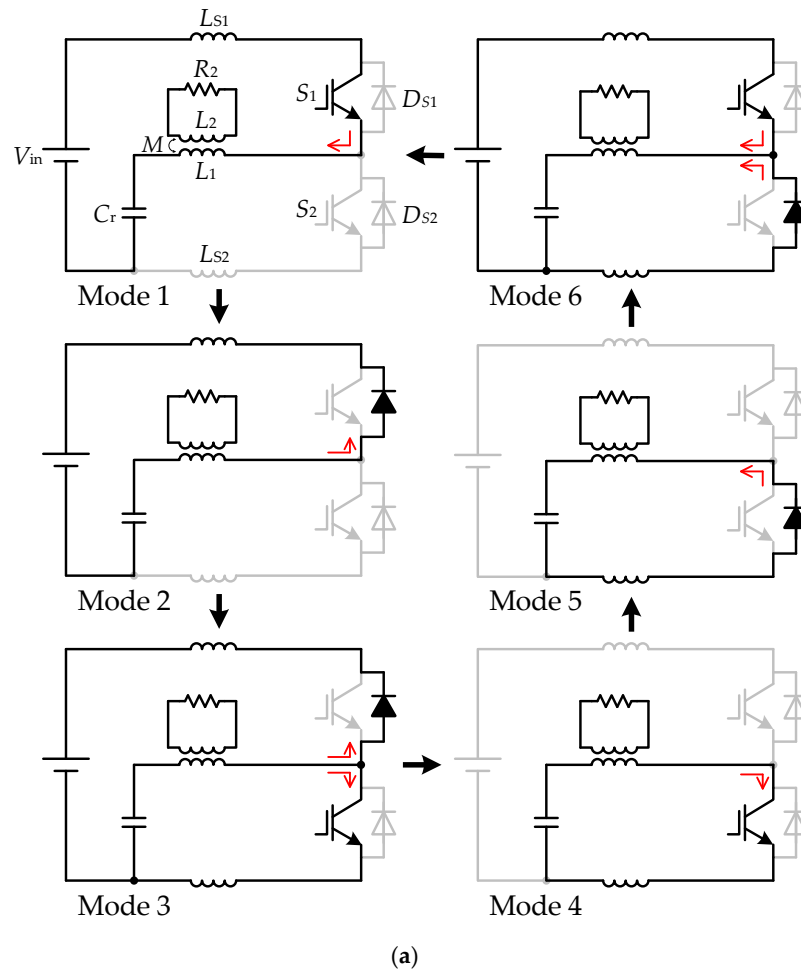 LS1
R2
S1
DS1
L2
M
L1
Vin
Cr
S2
DS2
LS2
Mode 1
Mode 6
Mode 2
Mode 5
Mode 3
Mode 4
(a)